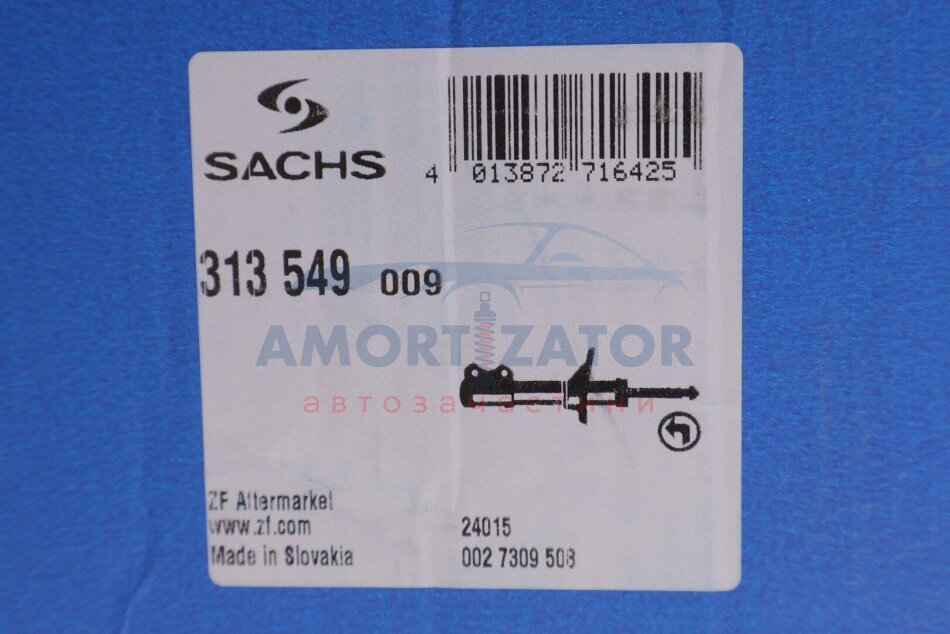 SACHS
4 013872 716425
313 549 009
AMORTIZATOR
автозапчастини
ZF Aftermarket
www.zf.com
Made in Slovakia
24015
002 7309 508